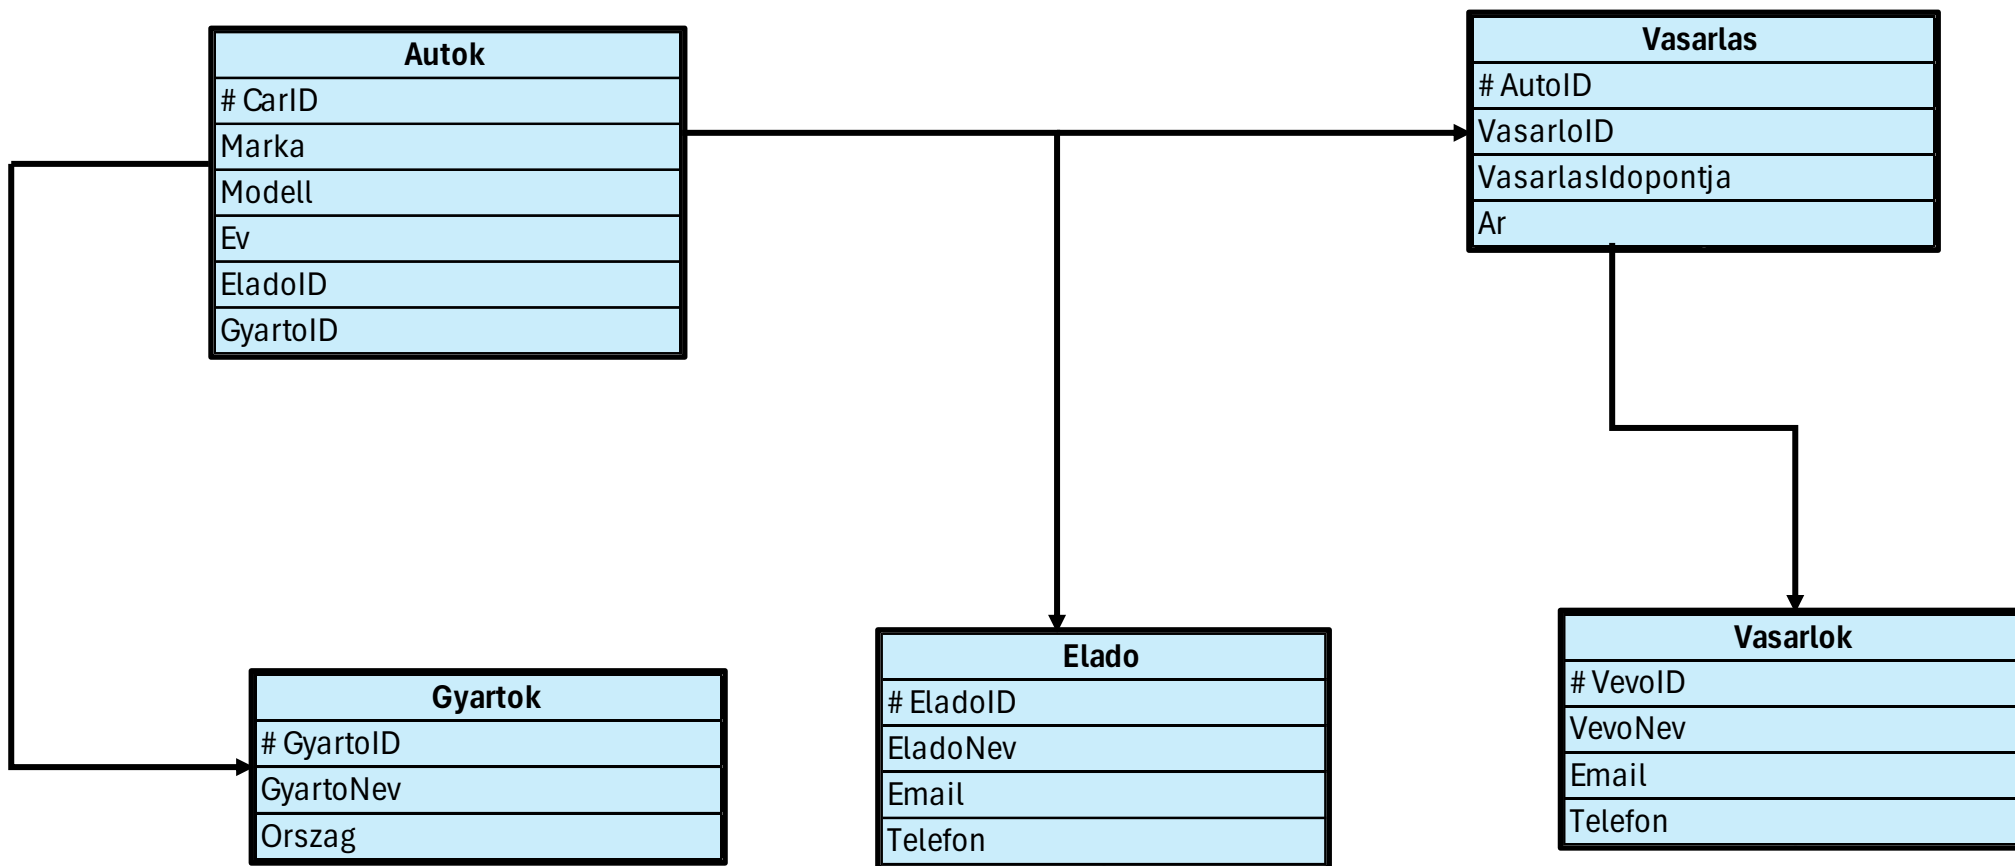 Autok
# CarID
Marka
Modell
Ev
EladoID
GyartoID
Vasarlas
# AutoID
VasarloID
VasarlasIdopontja
Ar
Gyartok
# GyartoID
GyartoNev
Orszag
Elado
# EladoID
EladoNev
Email
Telefon
Vasarlok
# VevoID
VevoNev
Email
Telefon